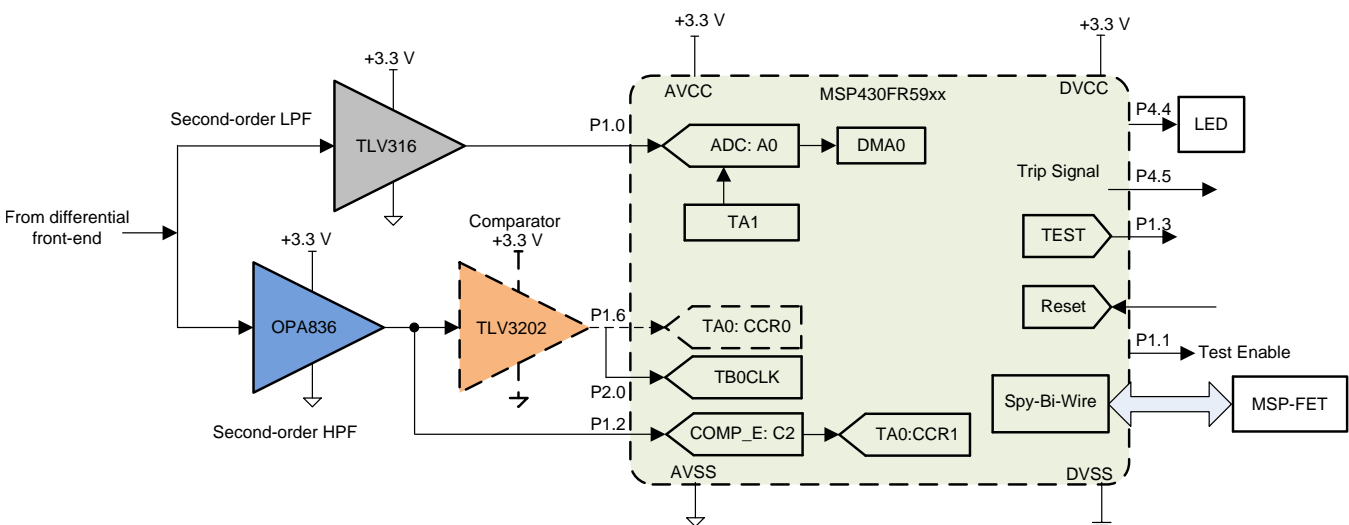 +3.3 V
+3.3 V
+3.3 V
AVCC
MSP430FR59xx
DVCC
Second-order LPF
TLV316
P1.0
ADC: A0
DMA0
P4.4
LED
Trip Signal
P4.5
From differential
front-end
TA1
Comparator
+3.3 V
+3.3 V
TEST
P1.3
OPA836
TLV3202
P1.6
TA0: CCR0
Reset
TB0CLK
P1.1
Test Enable
P2.0
Second-order HPF
P1.2
COMP_E: C2
TA0:CCR1
Spy-Bi-Wire
MSP-FET
AVSS
DVSS